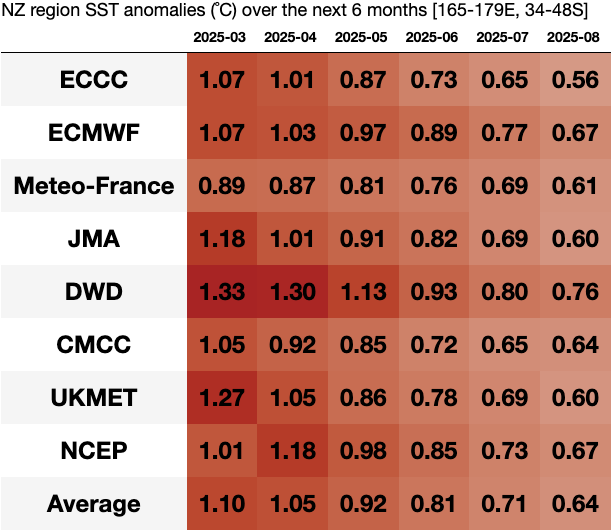 NZ region SST anomalies (℃) over the next 6 months [165-179E, 34-48S]
2025-03 2025-04 2025-05 2025-06 2025-07 2025-08
ECCC 1.07 1.01 0.87 0.73 0.65 0.56
ECMWF 1.07 1.03 0.97 0.89 0.77 0.67
Meteo-France 0.89 0.87 0.81 0.76 0.69 0.61
JMA 1.18 1.01 0.91 0.82 0.69 0.60
DWD 1.33 1.30 1.13 0.93 0.80 0.76
CMCC 1.05 0.92 0.85 0.72 0.65 0.64
UKMET 1.27 1.05 0.86 0.78 0.69 0.60
NCEP 1.01 1.18 0.98 0.85 0.73 0.67
Average 1.10 1.05 0.92 0.81 0.71 0.64